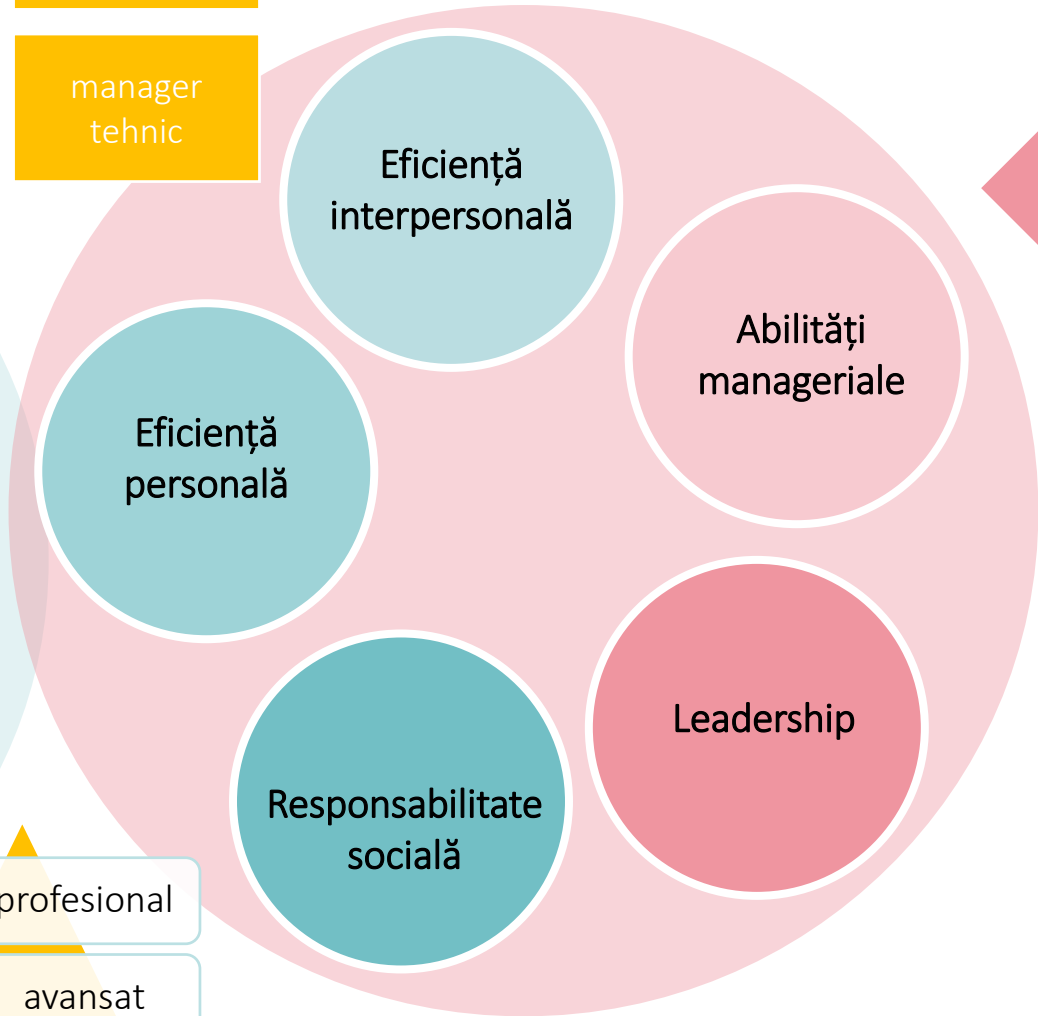 manager
tehnic
Eficiență
interpersonală
Abilități
manageriale
Eficiență
personală
Leadership
Responsabilitate
socială
profesional
avansat